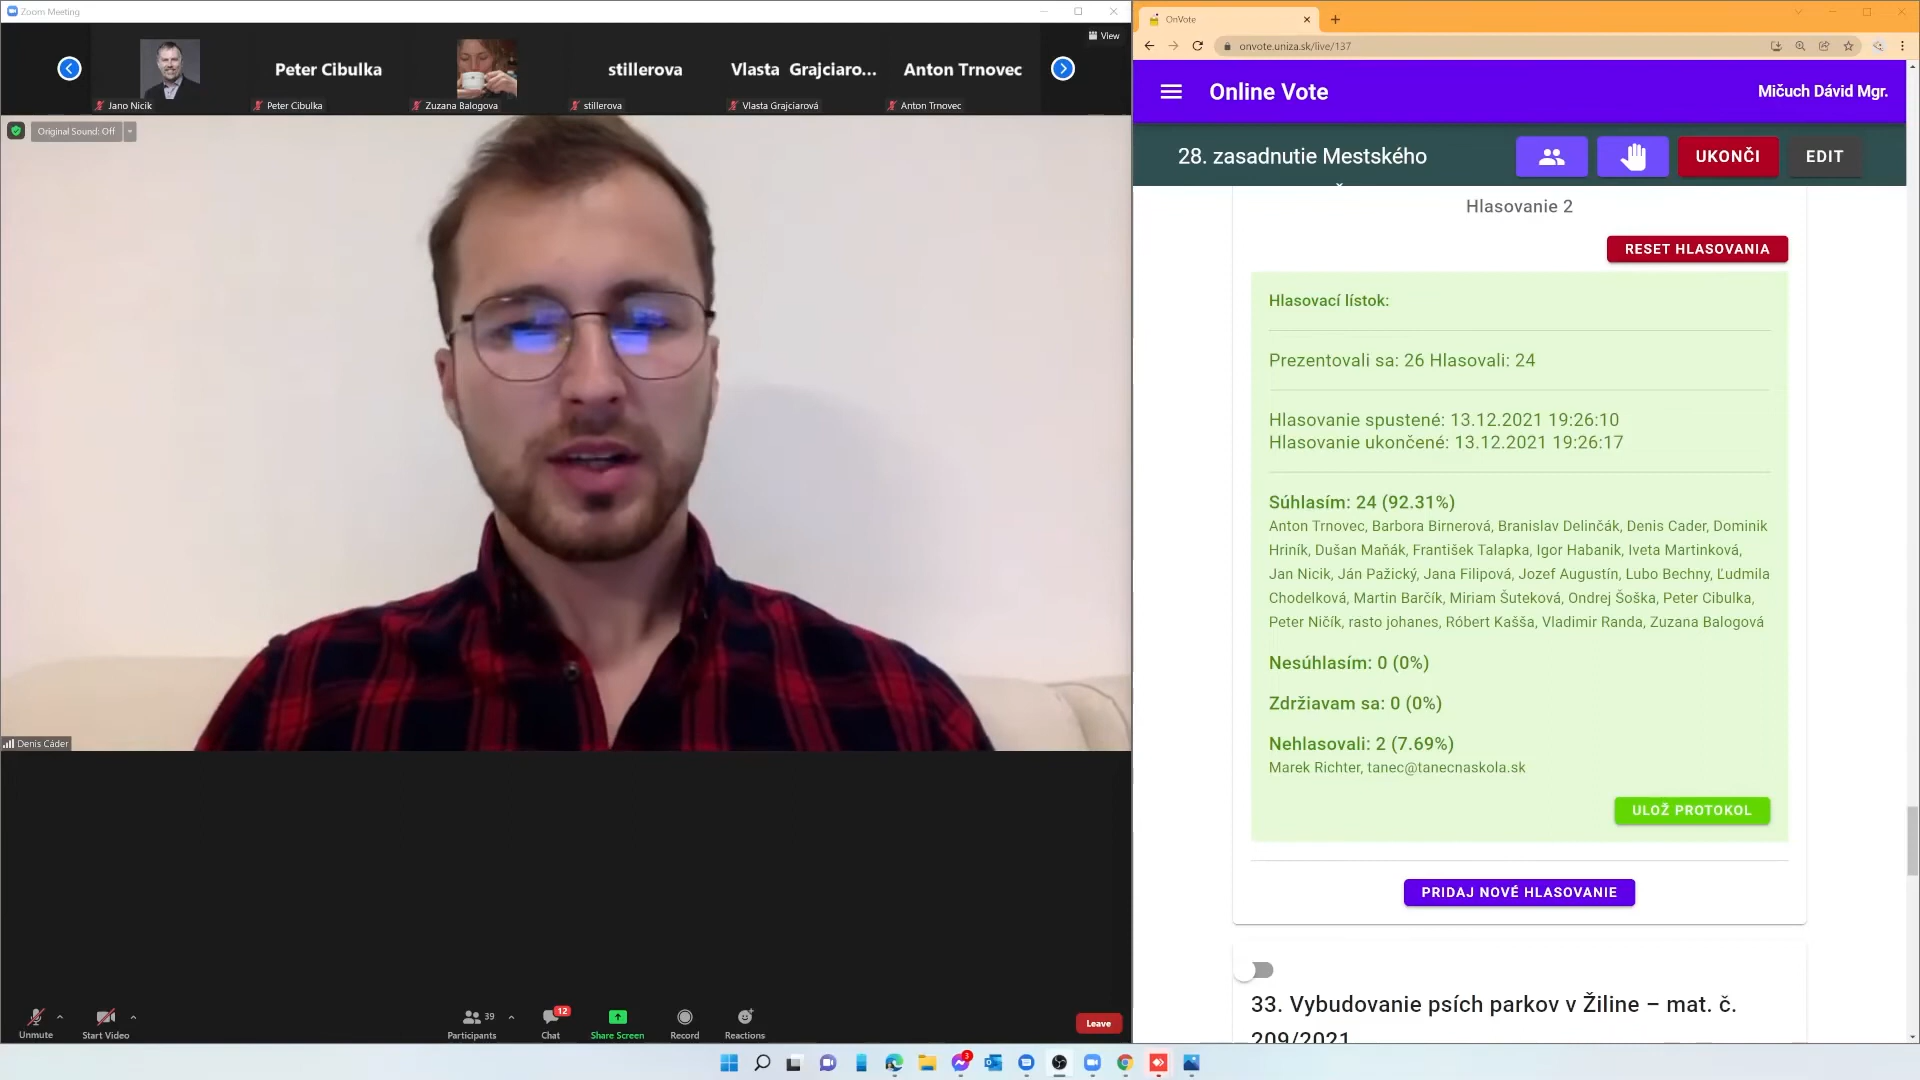 Zoom Meeting
View
Jano Nicik
Peter Cibulka
Peter Cibulka
Zuzana Balogova
stillerova
stillerova
Vlasta Grajciaro...
Vlasta Grajciarová
Anton Trnovec
Anton Trnovec
Original Sound: Off
Denis Cáder
Unmute
Start Video
39
Participants
12
Chat
Share Screen
Record
Reactions
Leave
OnVote
onvote.uniza.sk/live/137
Online Vote
Mičuch Dávid Mgr.
28. zasadnutie Mestského
UKONČI
EDIT
Hlasovanie 2
RESET HLASOVANIA
Hlasovací lístok:
Prezentovali sa: 26 Hlasovali: 24
Hlasovanie spustené: 13.12.2021 19:26:10
Hlasovanie ukončené: 13.12.2021 19:26:17
Súhlasím: 24 (92.31%)
Anton Trnovec, Barbora Birnerová, Branislav Delinčák, Denis Cader, Dominik
Hriník, Dušan Maňák, František Talapka, Igor Habanik, Iveta Martinková,
Jan Nicik, Ján Pažický, Jana Filipová, Jozef Augustín, Lubo Bechny, Ľudmila
Chodelková, Martin Barčík, Miriam Šuteková, Ondrej Šoška, Peter Cibulka,
Peter Ničík, rasto johanes, Róbert Kašša, Vladimir Randa, Zuzana Balogová
Nesúhlasím: 0 (0%)
Zdržiavam sa: 0 (0%)
Nehlasovali: 2 (7.69%)
Marek Richter, tanec@tanecnaskola.sk
ULOŽ PROTOKOL
PRIDAJ NOVÉ HLASOVANIE
33. Vybudovanie psích parkov v Žiline – mat. č.
209/2021
3